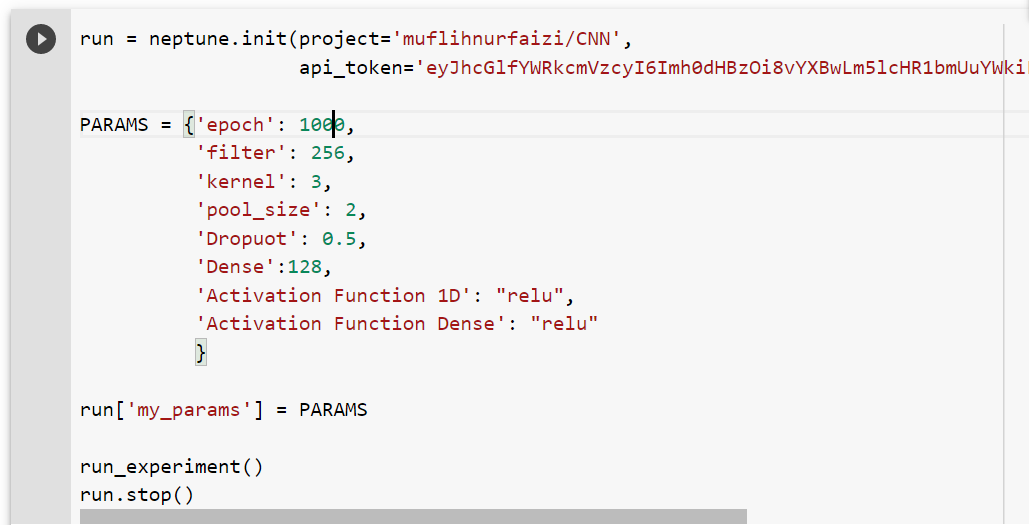 run = neptune.init(project='muflihnurfaizi/CNN',
api_token='eyJhcGlfYWRkcmVzcyI6Imh0dHBzOi8vYXBwLm5lcHR1bmUuYWki
PARAMS = {'epoch': 1000,
'filter': 256,
'kernel': 3,
'pool_size': 2,
'Dropuot': 0.5,
'Dense':128,
'Activation Function 1D': "relu",
'Activation Function Dense': "relu"
}
run['my_params'] = PARAMS
run_experiment()
run.stop()